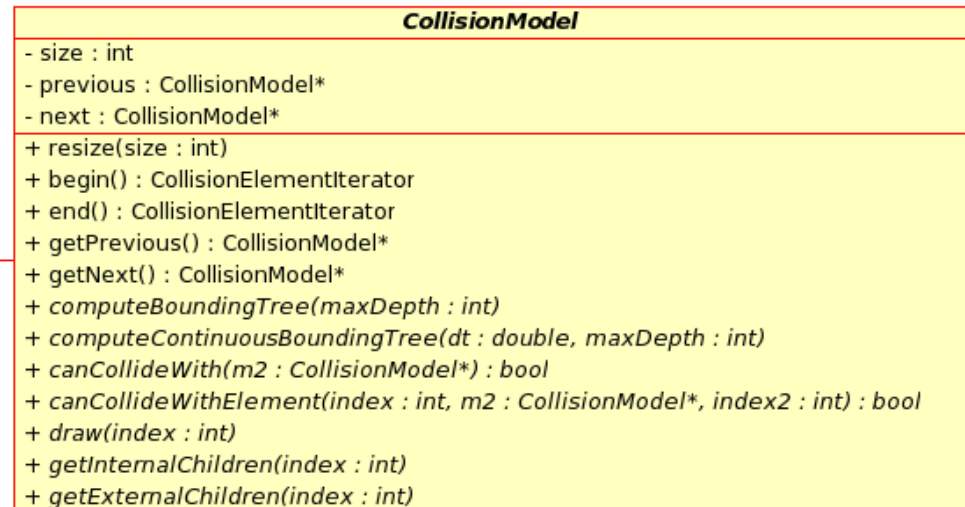 CollisionModel
- size : int
- previous : CollisionModel*
- next : CollisionModel*
+ resize(size : int)
+ begin() : CollisionElementIterator
+ end() : CollisionElementIterator
+ getPrevious() : CollisionModel*
+ getNext() : CollisionModel*
+ computeBoundingTree(maxDepth : int)
+ computeContinuousBoundingTree(dt : double, maxDepth : int)
+ canCollideWith(m2 : CollisionModel*) : bool
+ canCollideWithElement(index : int, m2 : CollisionModel*, index2 : int) : bool
+ draw(index : int)
+ getInternalChildren(index : int)
+ getExternalChildren(index : int)